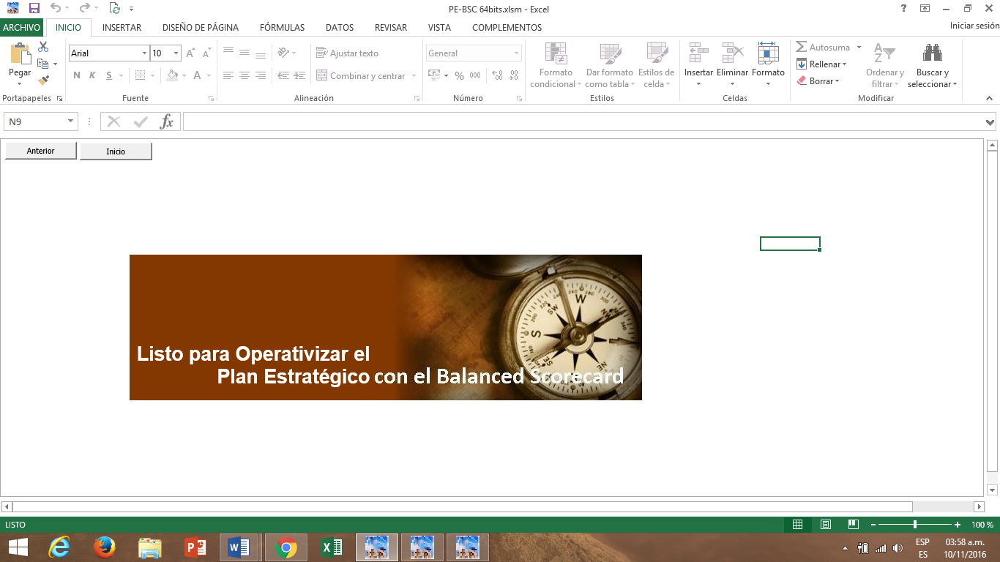 PE-BSC 64bits.xlsm - Excel
ARCHIVO INICIO INSERTAR DISEÑO DE PÁGINA FÓRMULAS DATOS REVISAR VISTA COMPLEMENTOS Iniciar sesión
Pegar
Arial 10
N K S A
Ajustar texto
Combinar y centrar
General
% 000
Formato condicional
Dar formato como tabla
Estilos de celda
Insertar Eliminar Formato
Autosuma
Rellenar
Borrar
Ordenar y filtrar
Buscar y seleccionar
Portapapeles Fuente Alineación Número Estilos Celdas Modificar
N9 fx
Anterior Inicio
Listo para Operativizar el
Plan Estratégico con el Balanced Scorecard
LISTO 100 %
ESP 03:58 a.m.
ES 10/11/2016